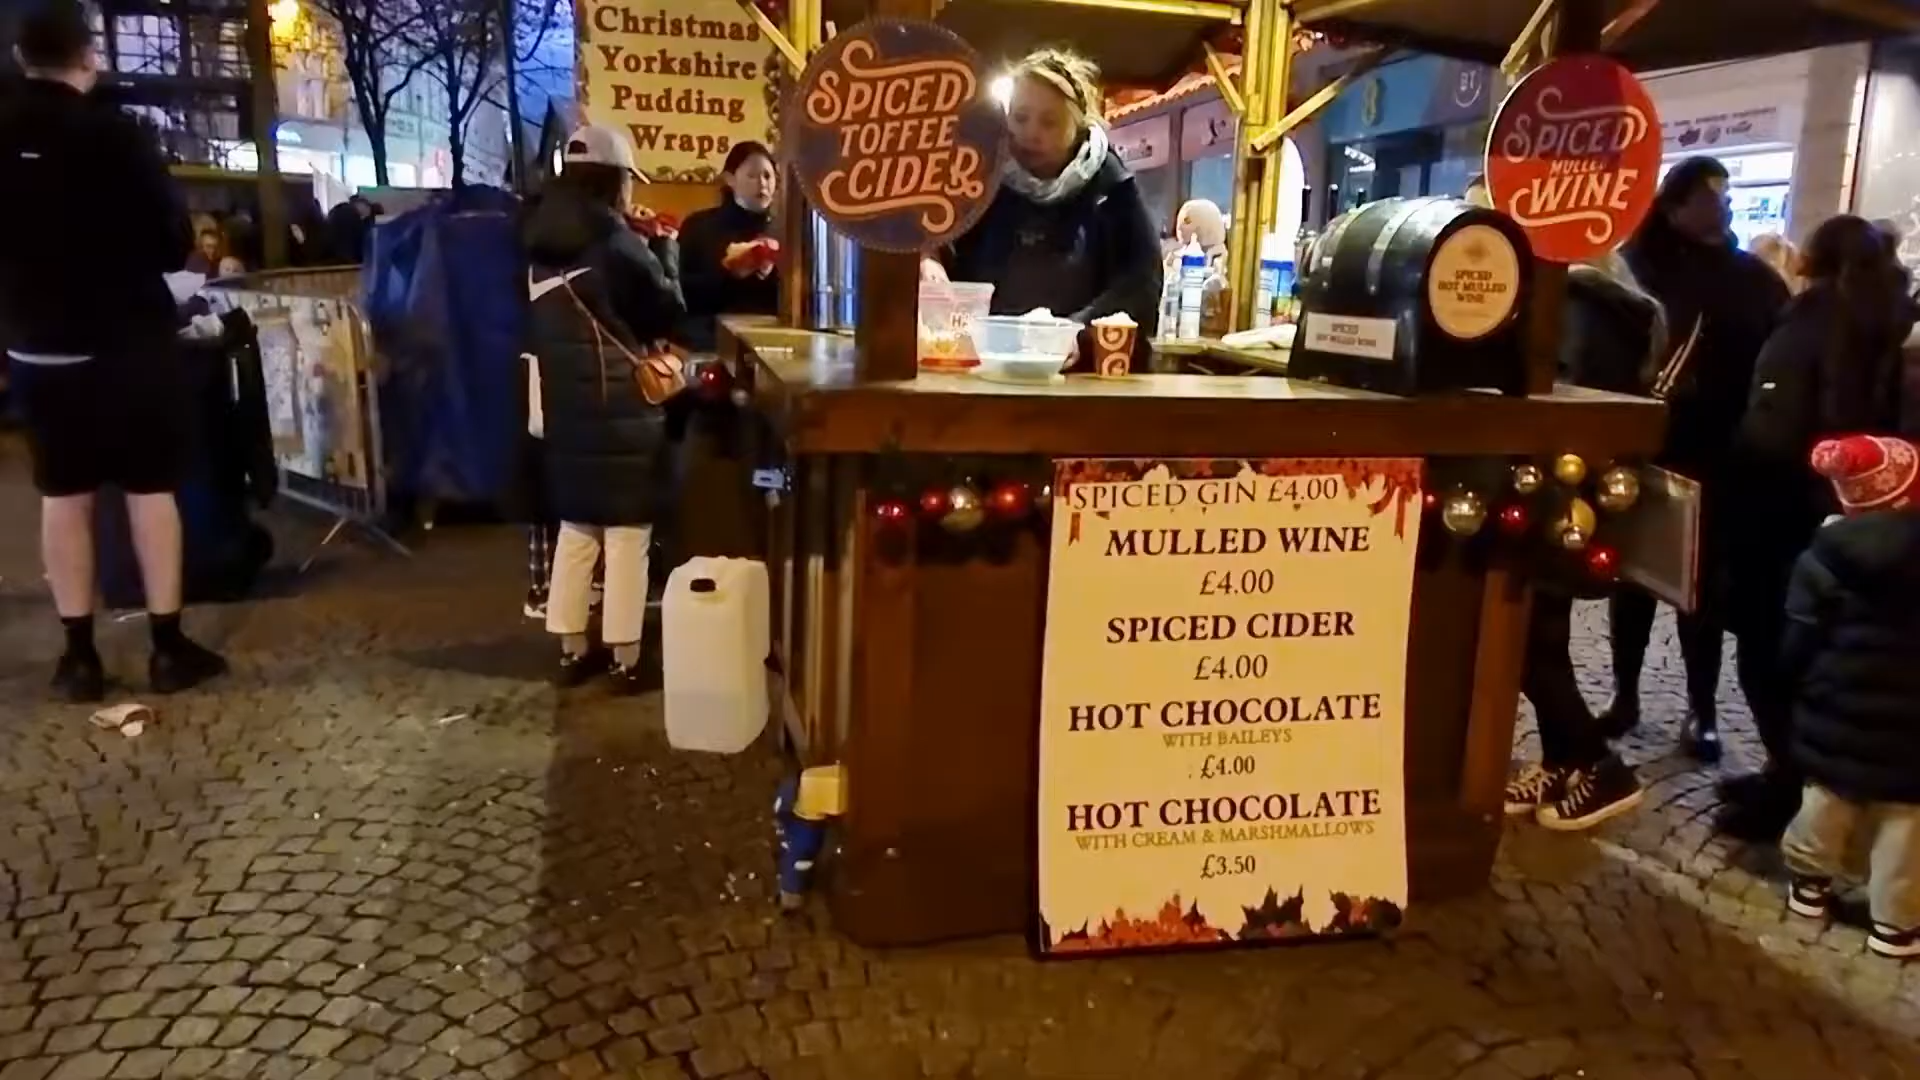 Christmas
Yorkshire
Pudding
Wraps
SPICED
TOFFEE
CIDER
SPICED
MULLED
WINE
BT
SPICED
HOT MULLED
WINE
SPICED
HOT MULLED WINE
SPICED GIN £4.00
MULLED WINE
£4.00
SPICED CIDER
£4.00
HOT CHOCOLATE
WITH BAILEYS
£4.00
HOT CHOCOLATE
WITH CREAM & MARSHMALLOWS
£3.50